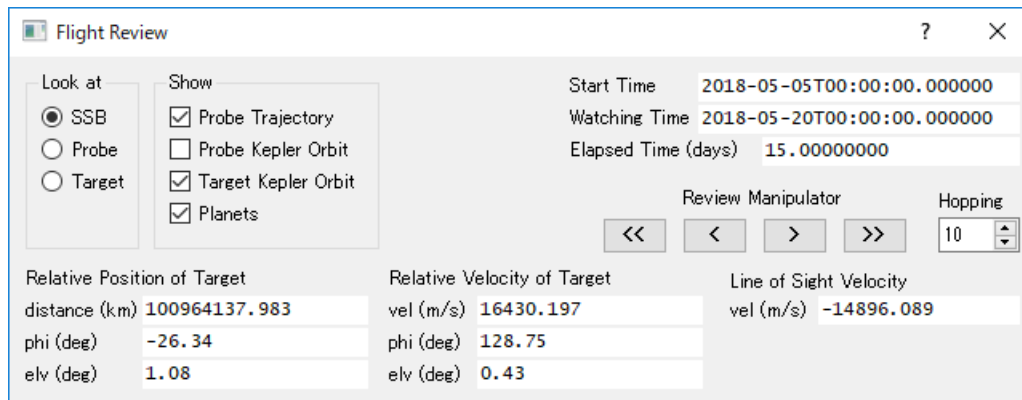 Flight Review ? ×
Look at
SSB
Probe
Target
Show
Probe Trajectory
Probe Kepler Orbit
Target Kepler Orbit
Planets
Start Time 2018-05-05T00:00:00.000000
Watching Time 2018-05-20T00:00:00.000000
Elapsed Time (days) 15.00000000
Review Manipulator
<< < > >>
Hopping
10
Relative Position of Target
distance (km) 100964137.983
phi (deg) -26.34
elv (deg) 1.08
Relative Velocity of Target
vel (m/s) 16430.197
phi (deg) 128.75
elv (deg) 0.43
Line of Sight Velocity
vel (m/s) -14896.089